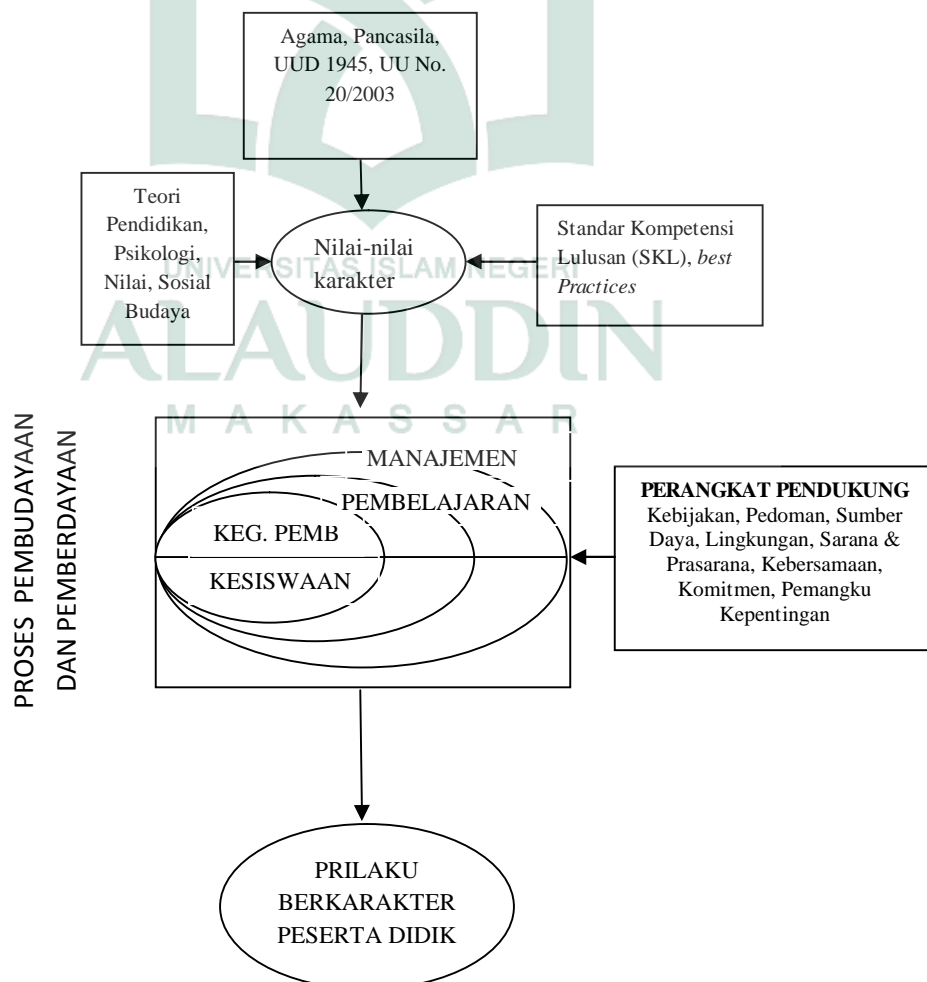 Agama, Pancasila,
UUD 1945, UU No.
20/2003
Teori
Pendidikan,
Psikologi,
Nilai, Sosial
Budaya
Nilai-nilai
karakter
Standar Kompetensi
Lulusan (SKL), best
Practices
UNIVERSITAS ISLAM NEGERI
ALAUDDIN
MAKASSAR
PROSES PEMBUDAYAAN
DAN PEMBERDAYAAN
MANAJEMEN
PEMBELAJARAN
KEG. PEMB
KESISWAAN
PERANGKAT PENDUKUNG
Kebijakan, Pedoman, Sumber
Daya, Lingkungan, Sarana &
Prasarana, Kebersamaan,
Komitmen, Pemangku
Kepentingan
PRILAKU
BERKARAKTER
PESERTA DIDIK